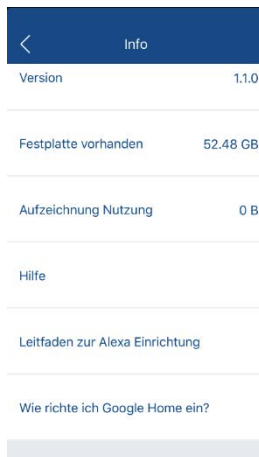 Info
Version 1.1.0
Festplatte vorhanden 52.48 GB
Aufzeichnung Nutzung 0 B
Hilfe
Leitfaden zur Alexa Einrichtung
Wie richte ich Google Home ein?